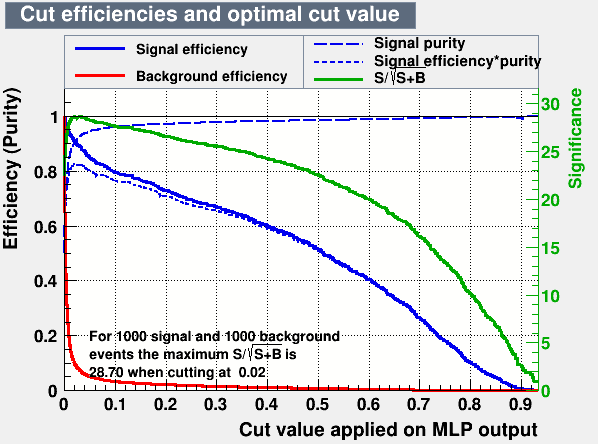 Cut efficiencies and optimal cut value
Signal efficiency
Background efficiency
Signal purity
Signal efficiency*purity
S/√S+B
Efficiency (Purity)
1
0.8
0.6
0.4
0.2
0
30
25
20
15
10
5
0
Significance
For 1000 signal and 1000 background
events the maximum S/√S+B is
28.70 when cutting at 0.02
0 0.1 0.2 0.3 0.4 0.5 0.6 0.7 0.8 0.9
Cut value applied on MLP output